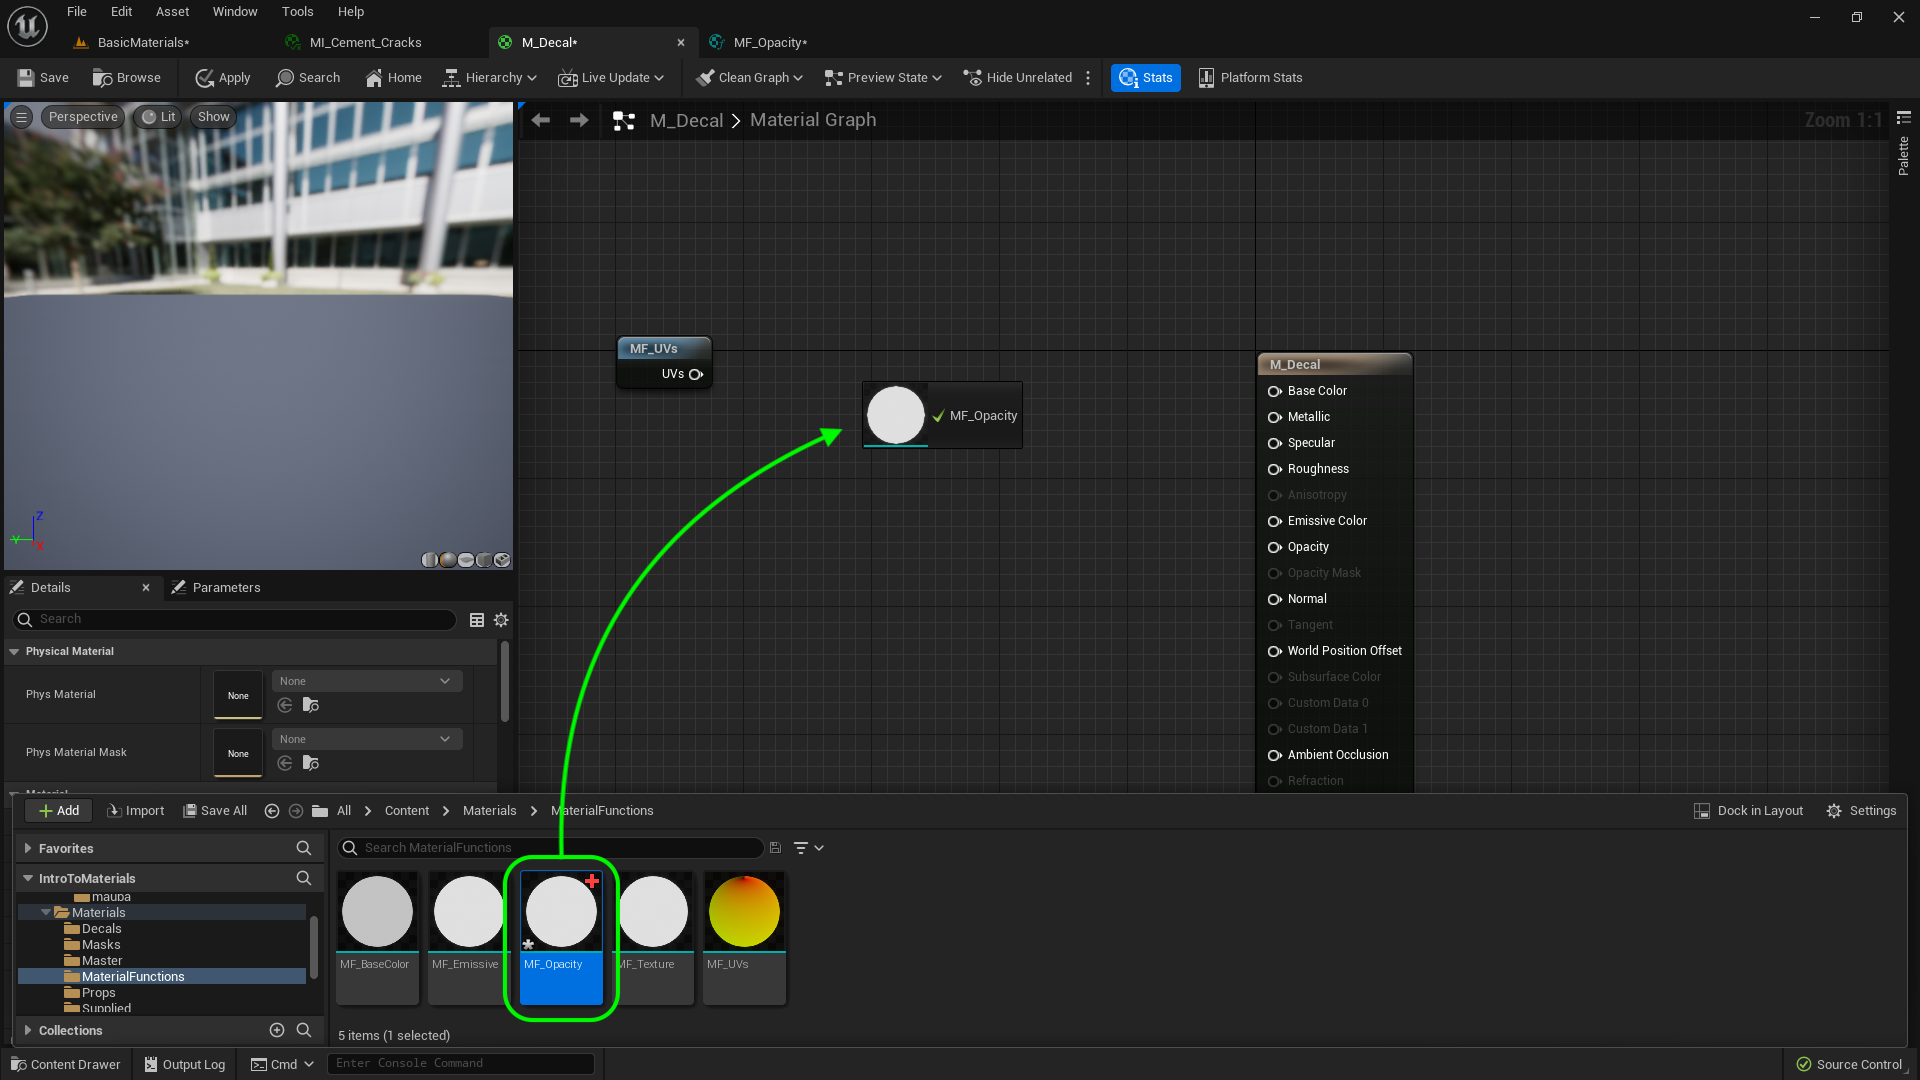 File Edit Asset Window Tools Help
BasicMaterials* MI_Cement_Cracks M_Decal* MF_Opacity*
Save Browse Apply Search Home Hierarchy Live Update Clean Graph Preview State Hide Unrelated Stats Platform Stats
Perspective Lit Show
M_Decal Material Graph
Zoom 1:1
Palette
MF_UVs
UVs
MF_Opacity
M_Decal
Base Color
Metallic
Specular
Roughness
Anisotropy
Emissive Color
Opacity
Opacity Mask
Normal
Tangent
World Position Offset
Subsurface Color
Custom Data 0
Custom Data 1
Ambient Occlusion
Refraction
Z
Y
X
Details Parameters
Search
Physical Material
Phys Material None None
Phys Material Mask None None
Material
Add Import Save All All Content Materials MaterialFunctions Dock in Layout Settings
Favorites
IntroToMaterials
mauba
Materials
Decals
Masks
Master
MaterialFunctions
Props
Supplied
Collections
Search MaterialFunctions
MF_BaseColor MF_Emissive MF_Opacity MF_Texture MF_UVs
5 items (1 selected)
Content Drawer Output Log Cmd Enter Console Command Source Control